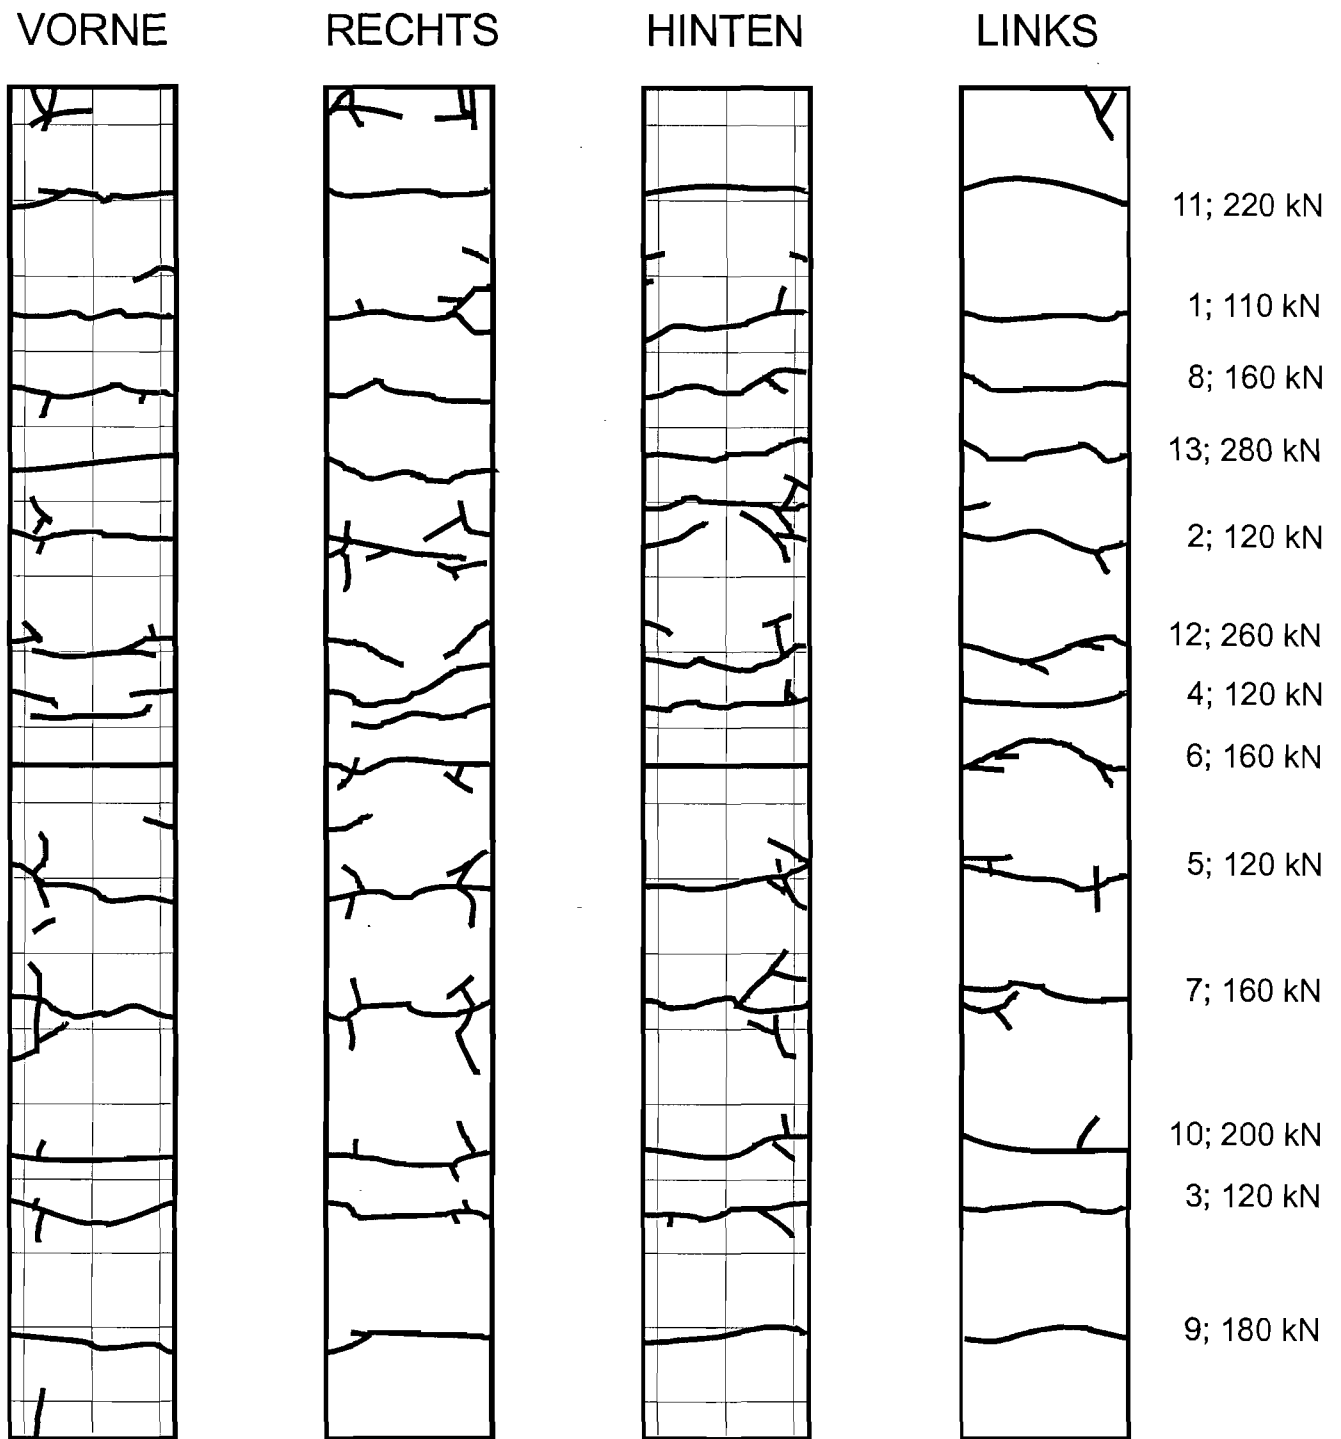 VORNE RECHTS HINTEN LINKS
11; 220 kN
1; 110 kN
8; 160 kN
13; 280 kN
2; 120 kN
12; 260 kN
4; 120 kN
6; 160 kN
5; 120 kN
7; 160 kN
10; 200 kN
3; 120 kN
9; 180 kN